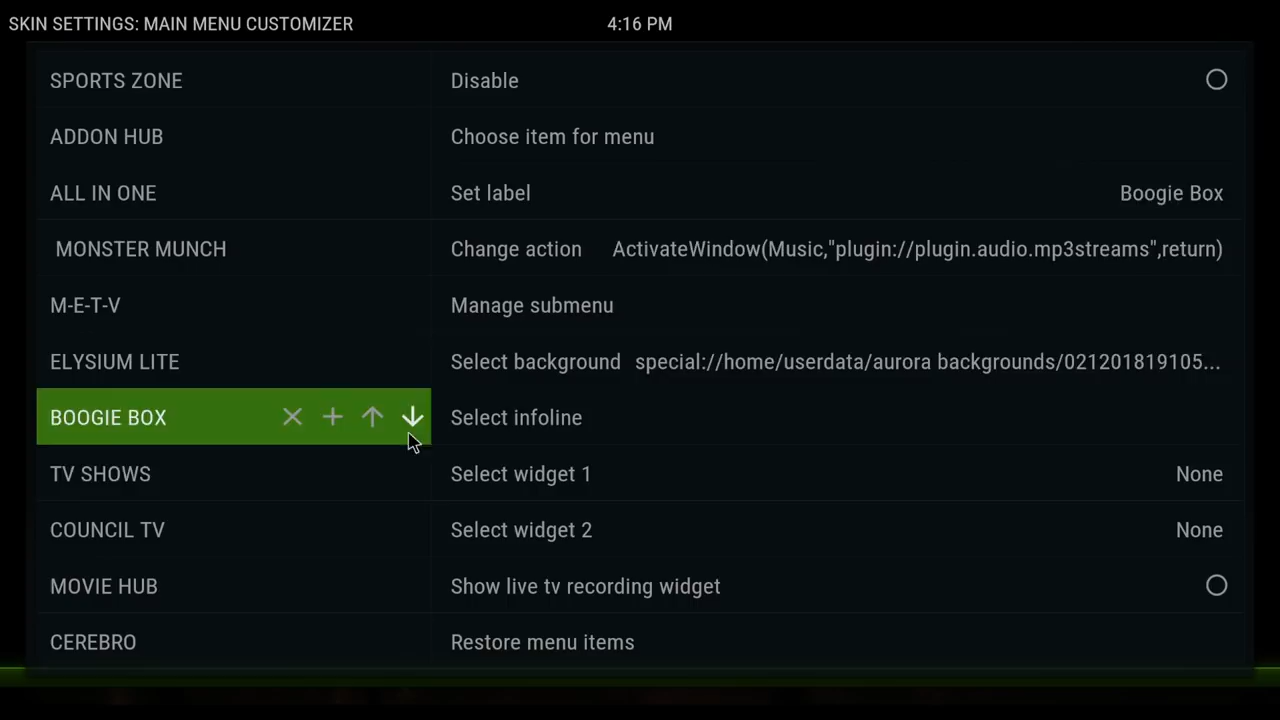 SKIN SETTINGS: MAIN MENU CUSTOMIZER 4:16 PM
SPORTS ZONE Disable
ADDON HUB Choose item for menu
ALL IN ONE Set label Boogie Box
MONSTER MUNCH Change action ActivateWindow(Music,"plugin://plugin.audio.mp3streams",return)
M-E-T-V Manage submenu
ELYSIUM LITE Select background special://home/userdata/aurora backgrounds/021201819105...
BOOGIE BOX Select infoline
TV SHOWS Select widget 1 None
COUNCIL TV Select widget 2 None
MOVIE HUB Show live tv recording widget
CEREBRO Restore menu items